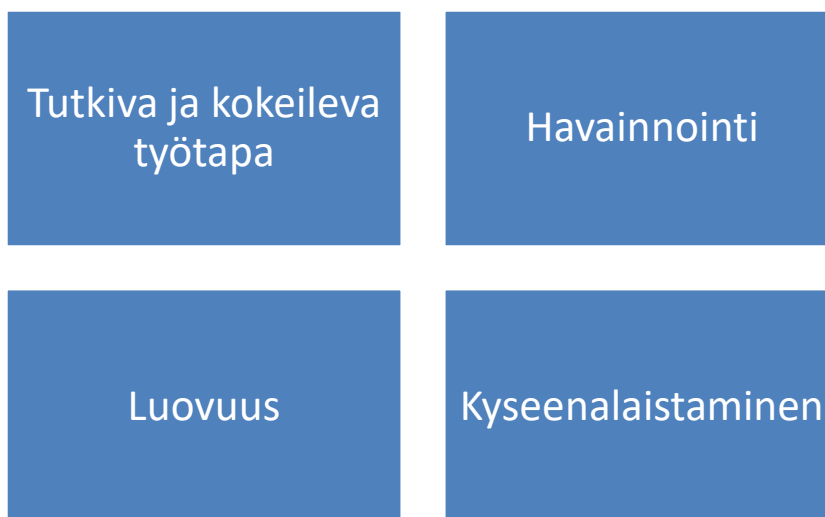 Tutkiva ja kokeileva
työtapa
Havainnointi
Luovuus
Kyseenalaistaminen